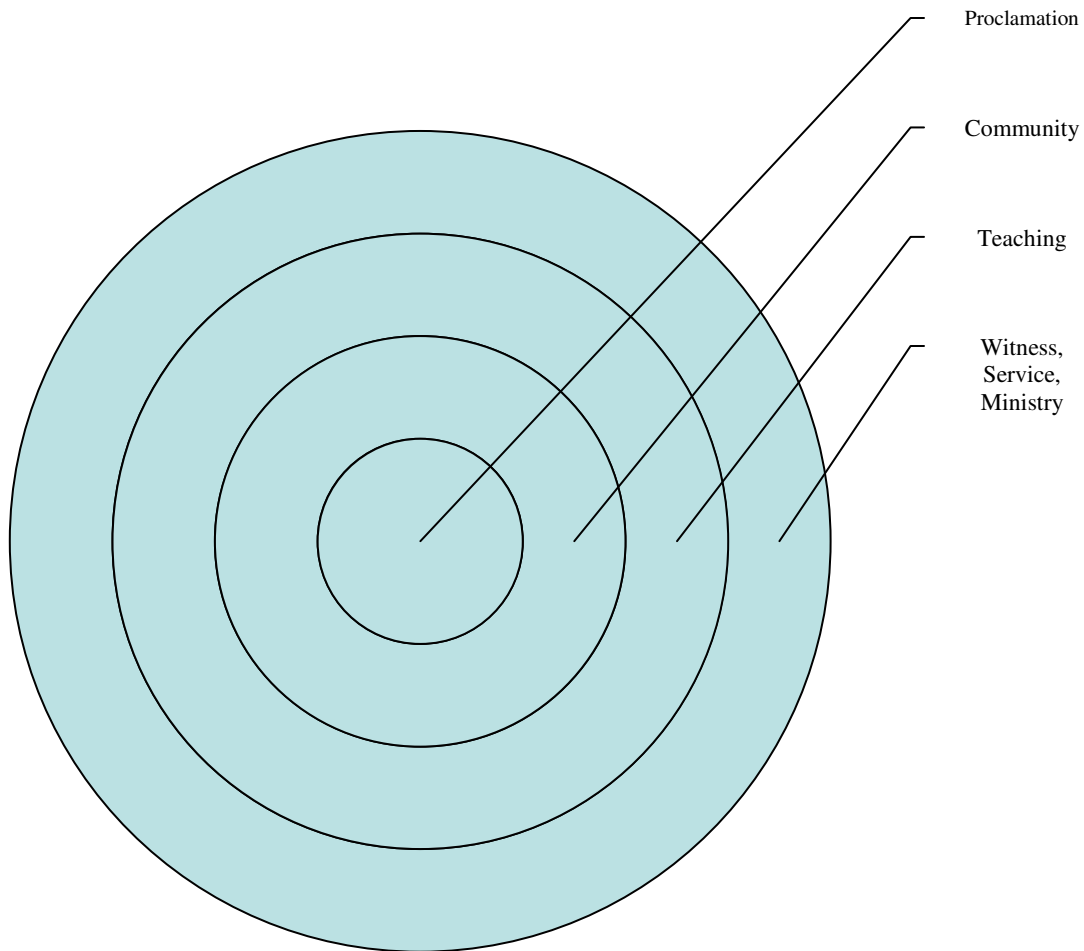 Proclamation
Community
Teaching
Witness,
Service,
Ministry